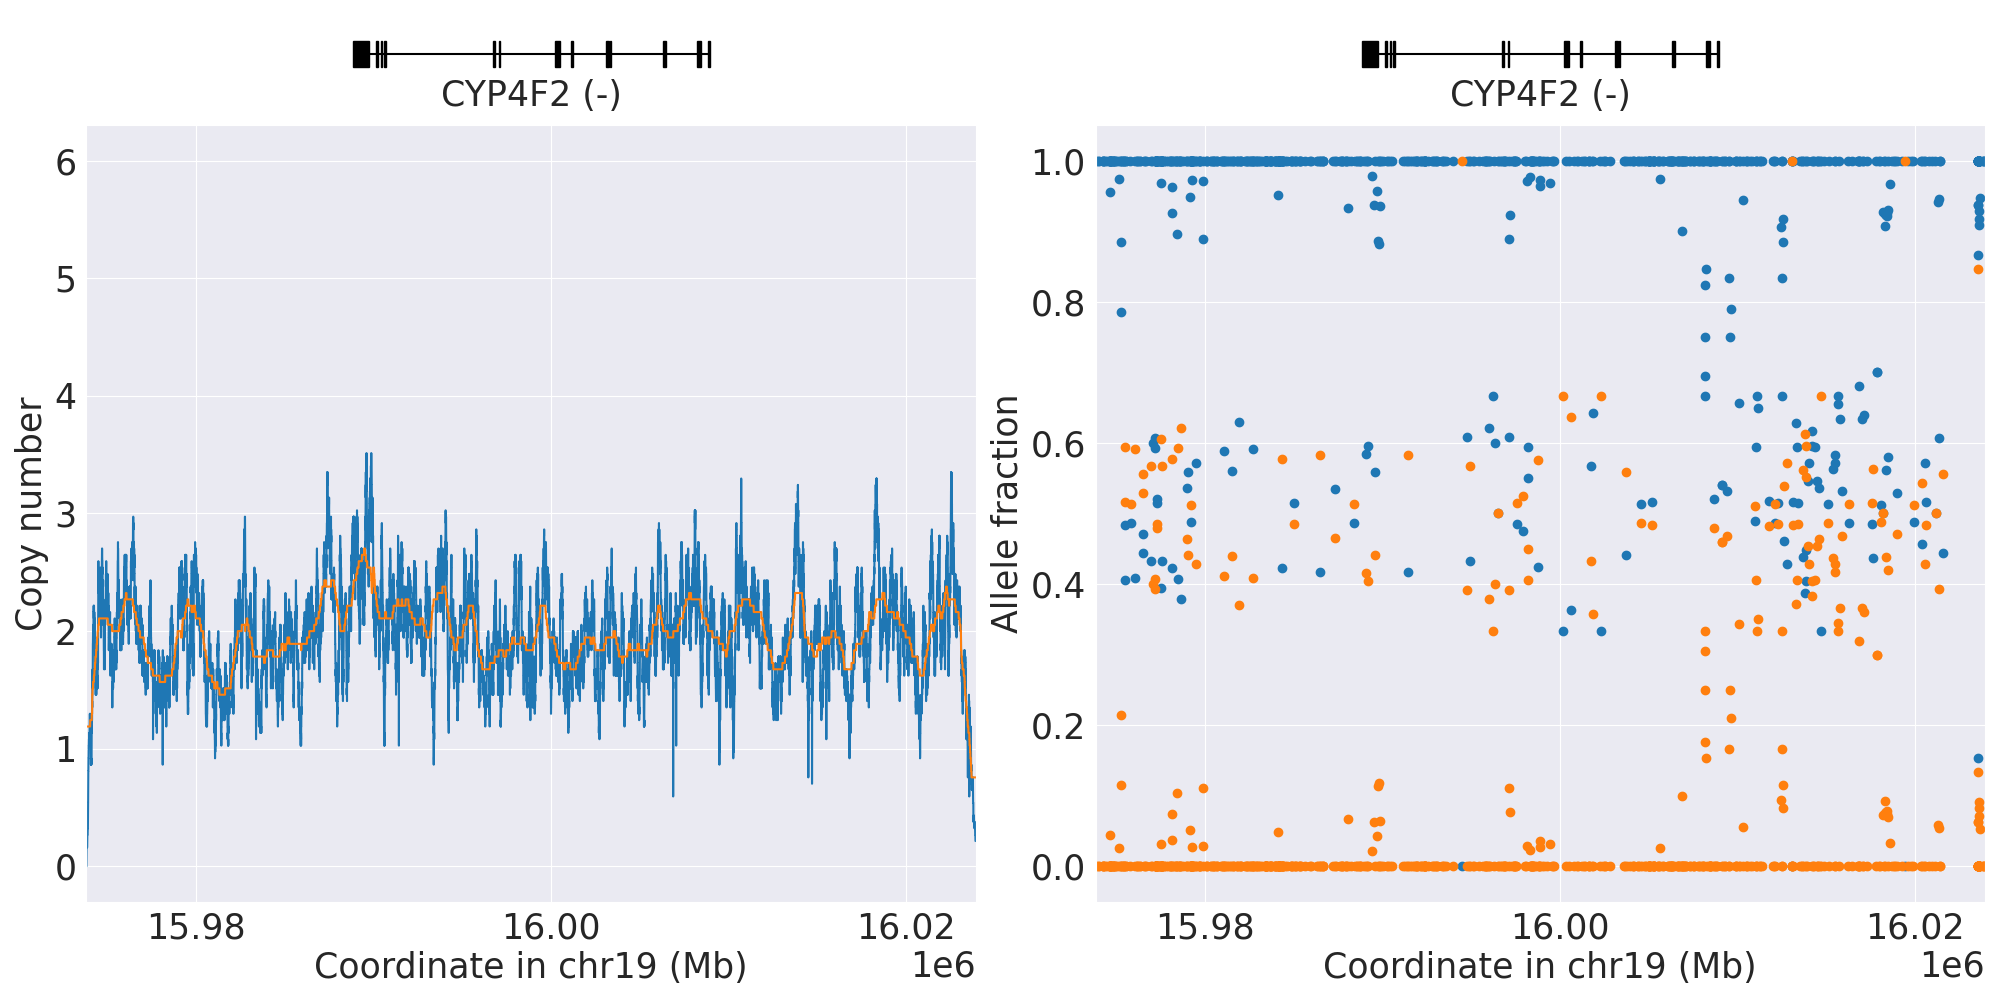 CYP4F2 (-)
Copy number
6
5
4
3
2
1
0
15.98
16.00
16.02
Coordinate in chr19 (Mb)
1e6
CYP4F2 (-)
Allele fraction
1.0
0.8
0.6
0.4
0.2
0.0
15.98
16.00
16.02
Coordinate in chr19 (Mb)
1e6